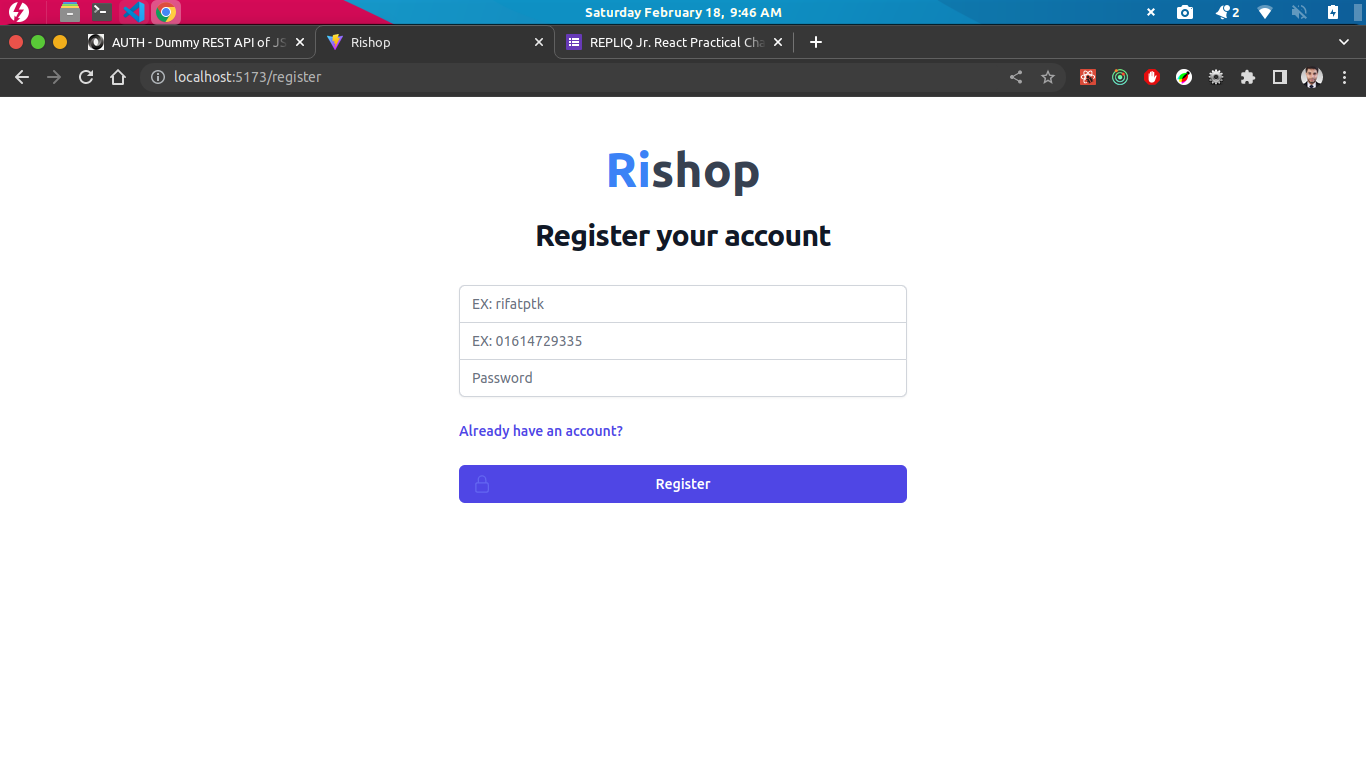 Saturday February 18, 9:46 AM
2
AUTH - Dummy REST API of JS
Rishop
REPLIQ Jr. React Practical Cha
localhost:5173/register
Rishop
Register your account
EX: rifatptk
EX: 01614729335
Password
Already have an account?
Register